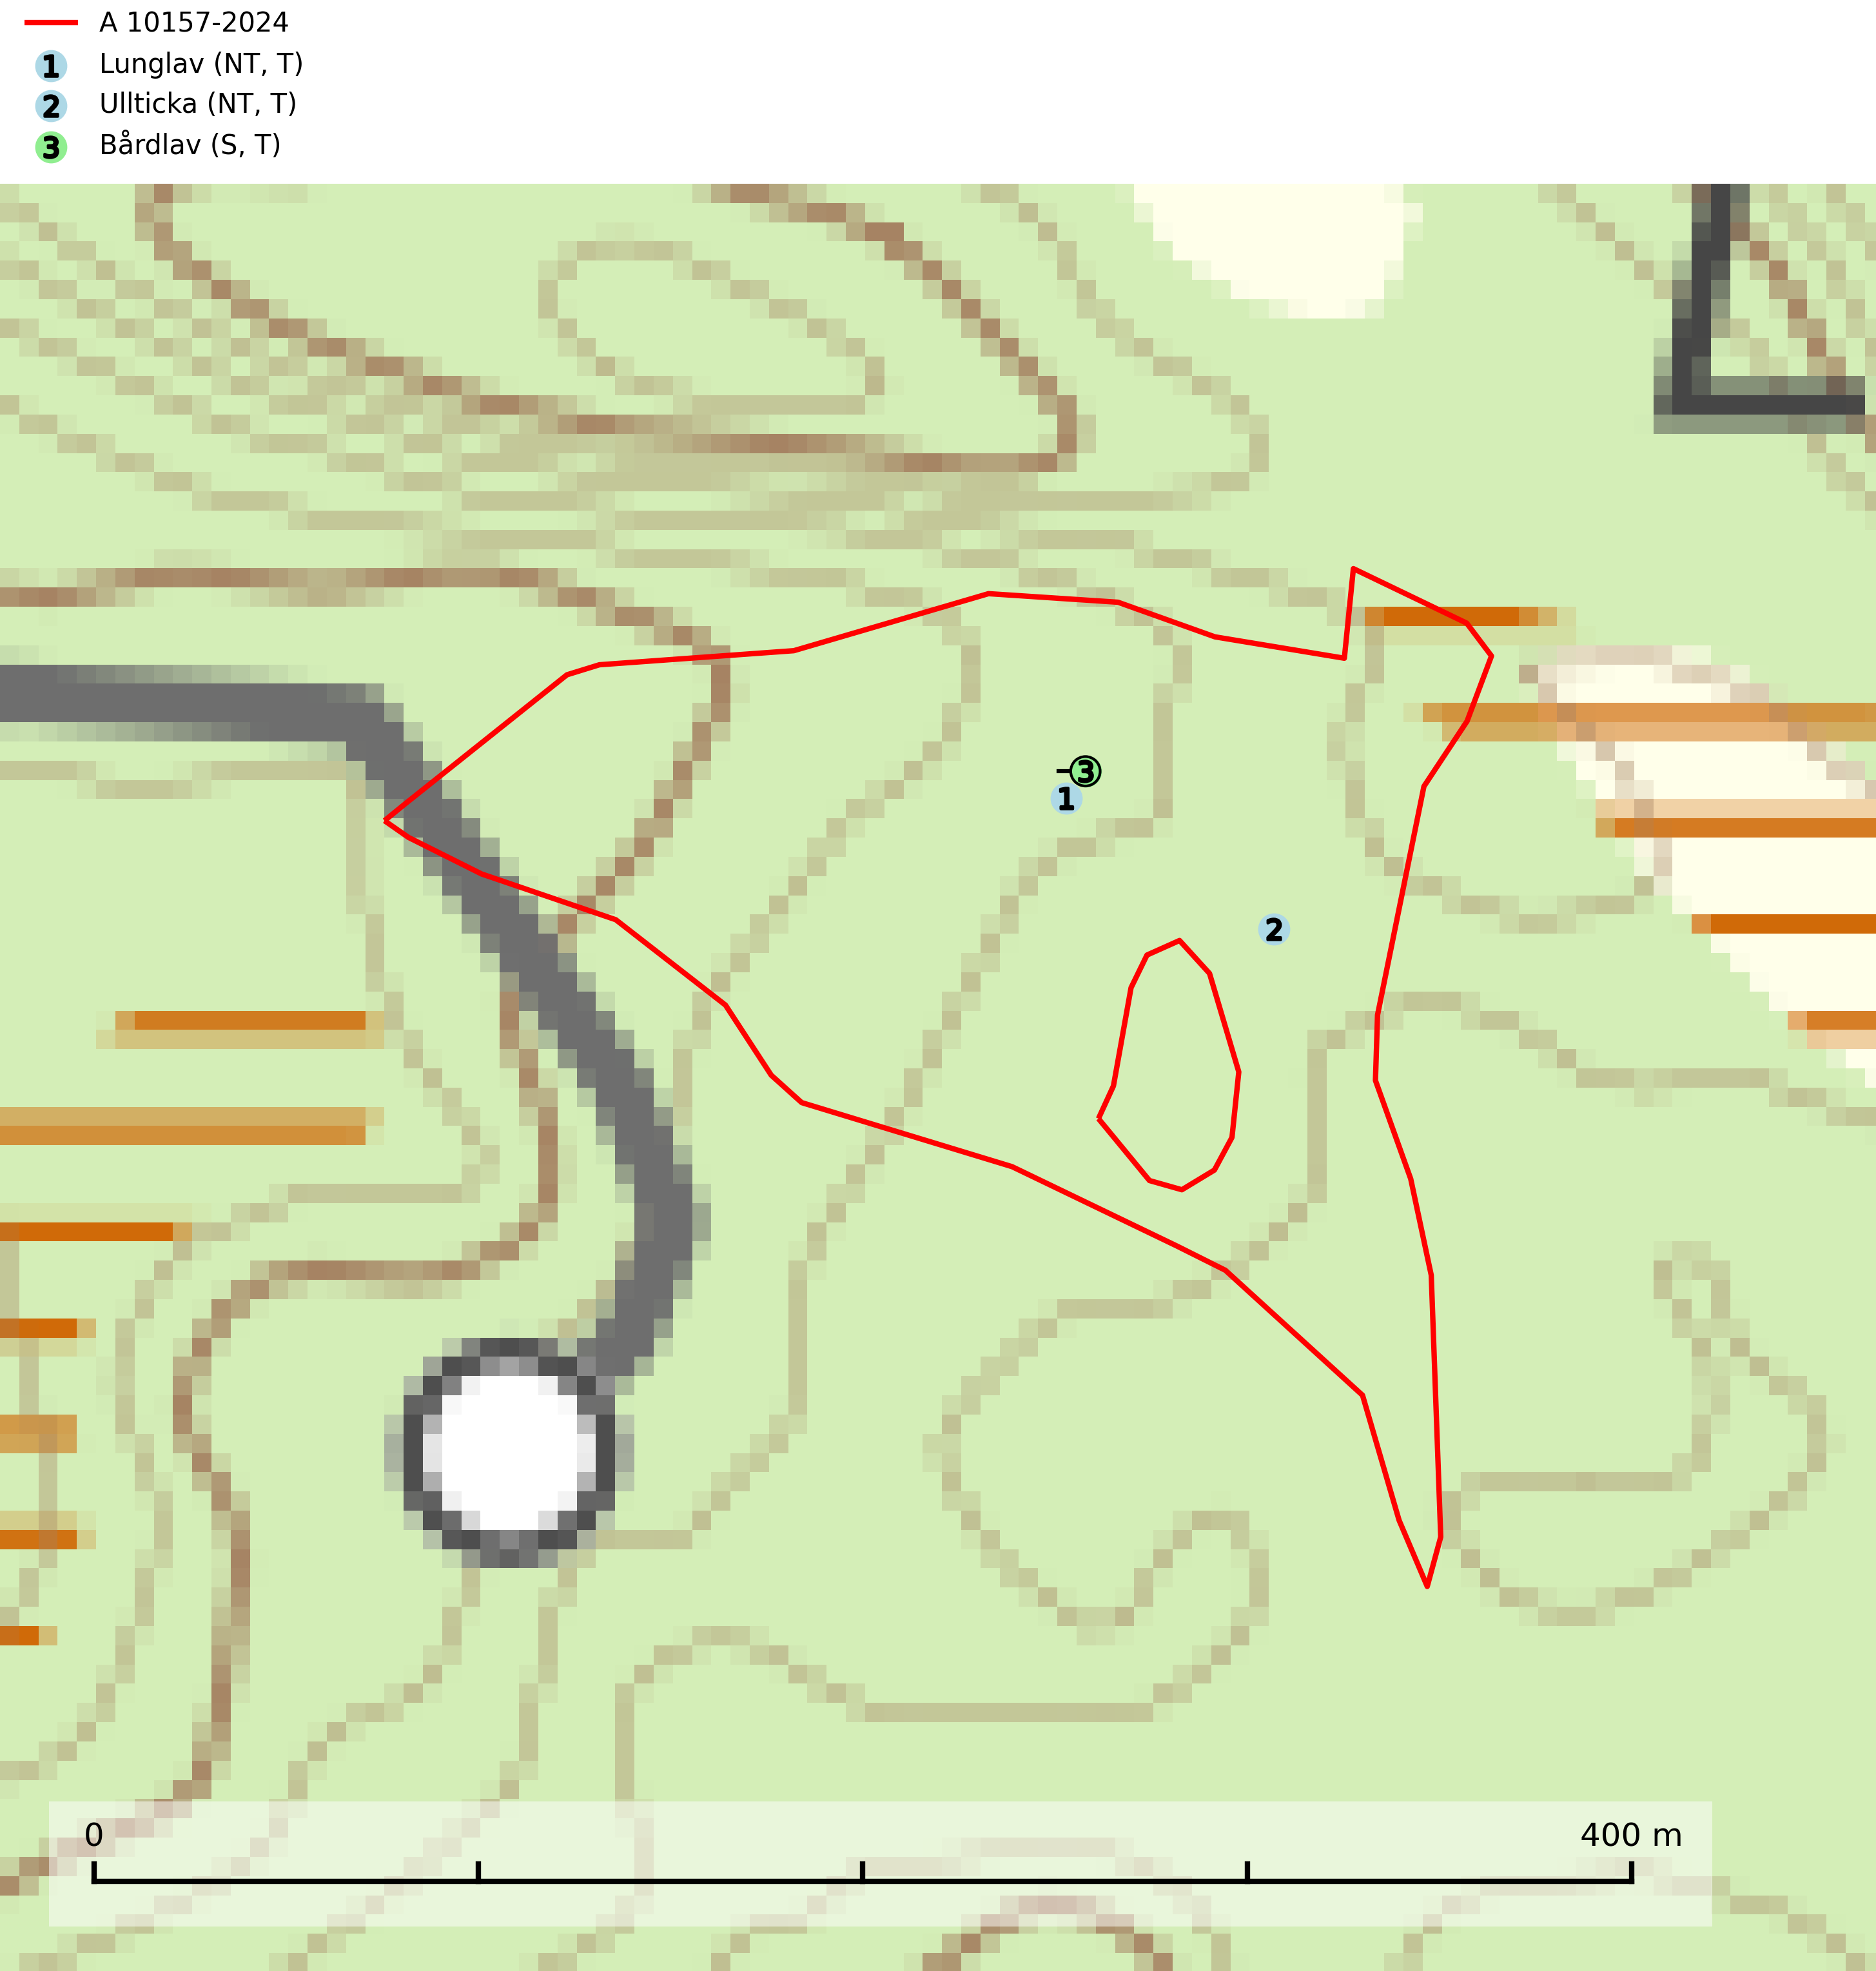 A 10157-2024
1 Lunglav (NT, T)
2 Ullticka (NT, T)
3 Bårdlav (S, T)
3
1
2
0 400 m